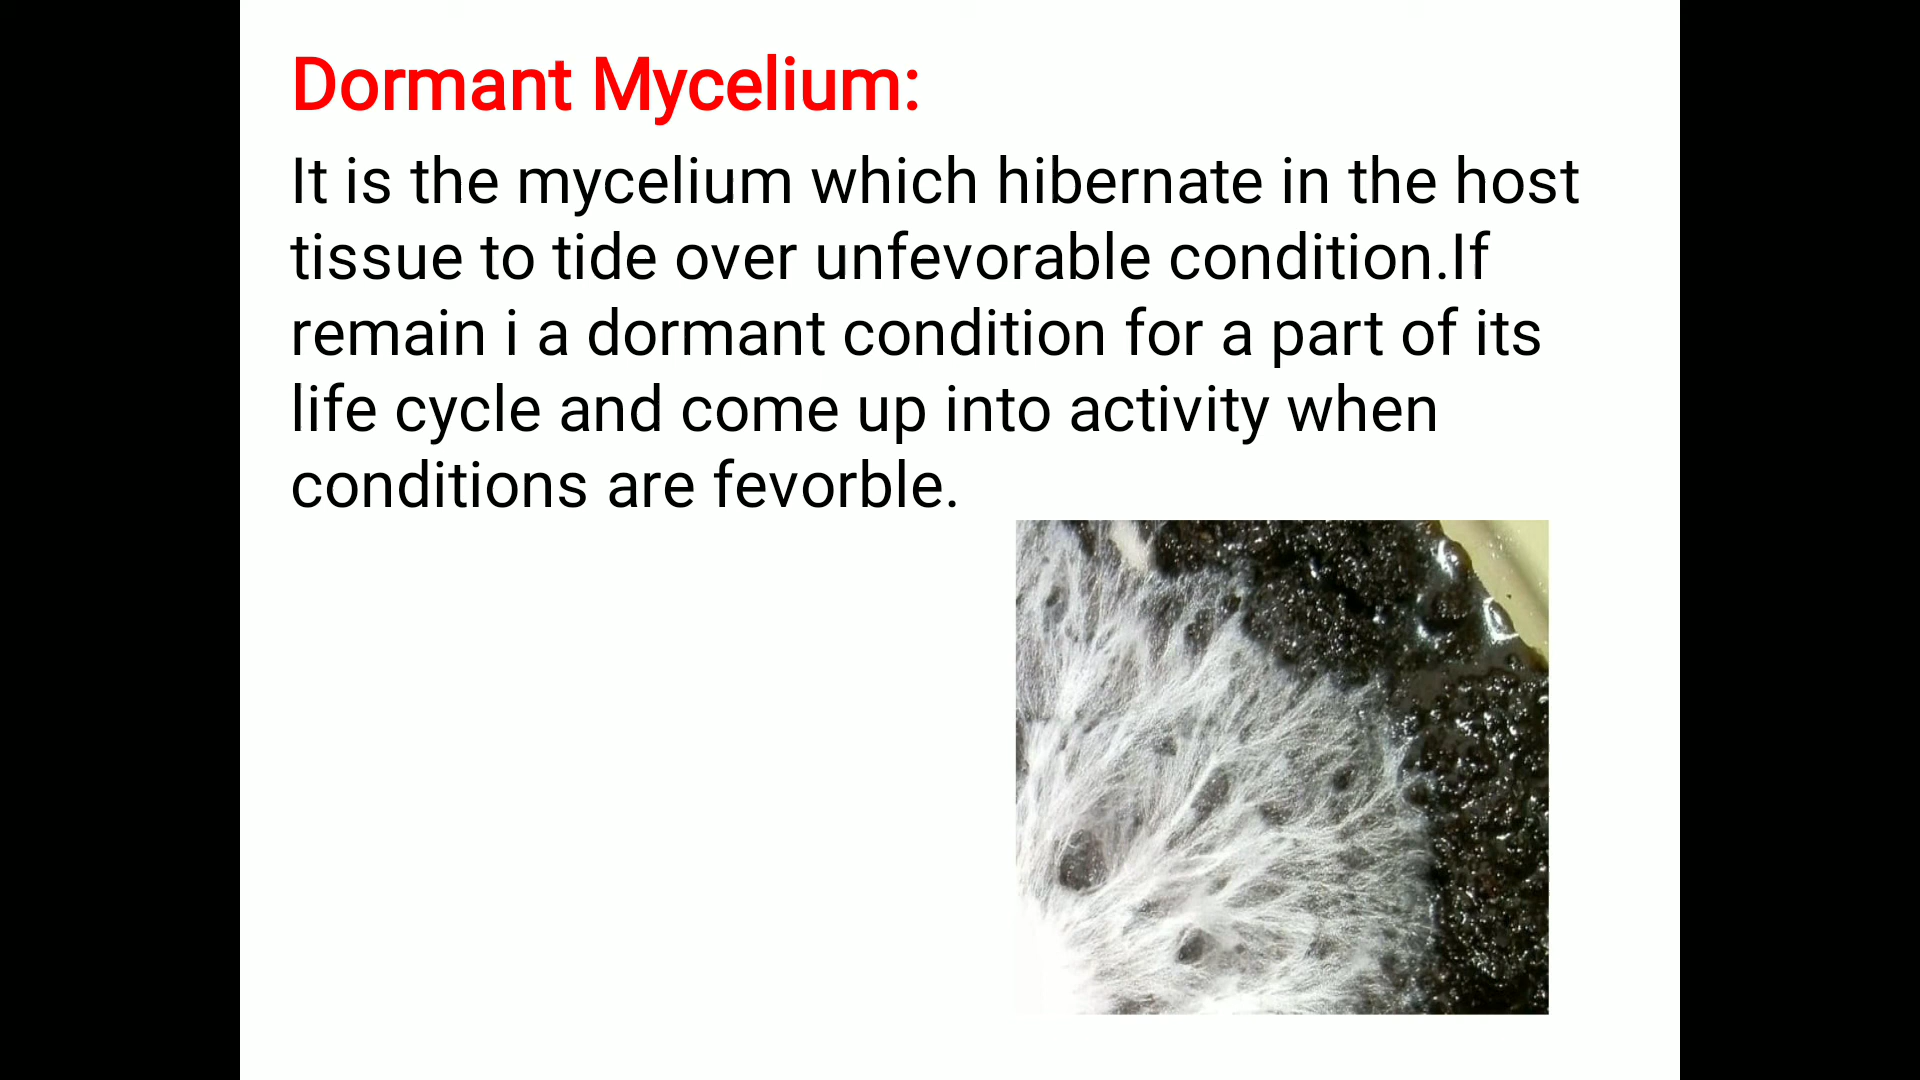 Dormant Mycelium:
It is the mycelium which hibernate in the host
tissue to tide over unfevorable condition.If
remain i a dormant condition for a part of its
life cycle and come up into activity when
conditions are fevorble.